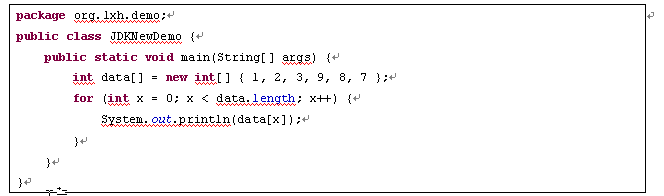 package org.lxh.demo;
public class JDKNewDemo {
public static void main(String[] args) {
int data[] = new int[] { 1, 2, 3, 9, 8, 7 };
for (int x = 0; x < data.length; x++) {
System.out.println(data[x]);
}
}
}